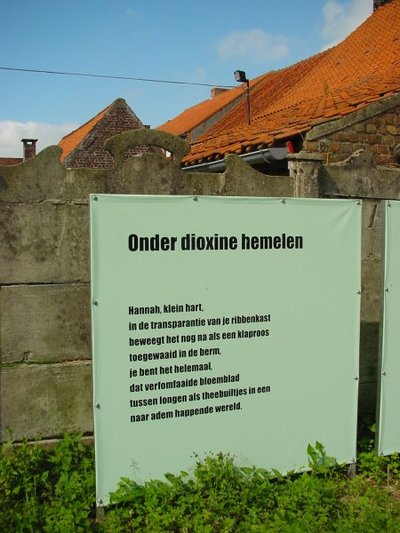 Onder dioxine hemelen
Hannah, klein hart,
in de transparantie van je ribbenkast
beweegt het nog na als een klaproos
toegewaaid in de berm,
je bent het helemaal,
dat verfomfaaide bloemblad
tussen longen als theebuiltjes in een
naar adem happende wereld.